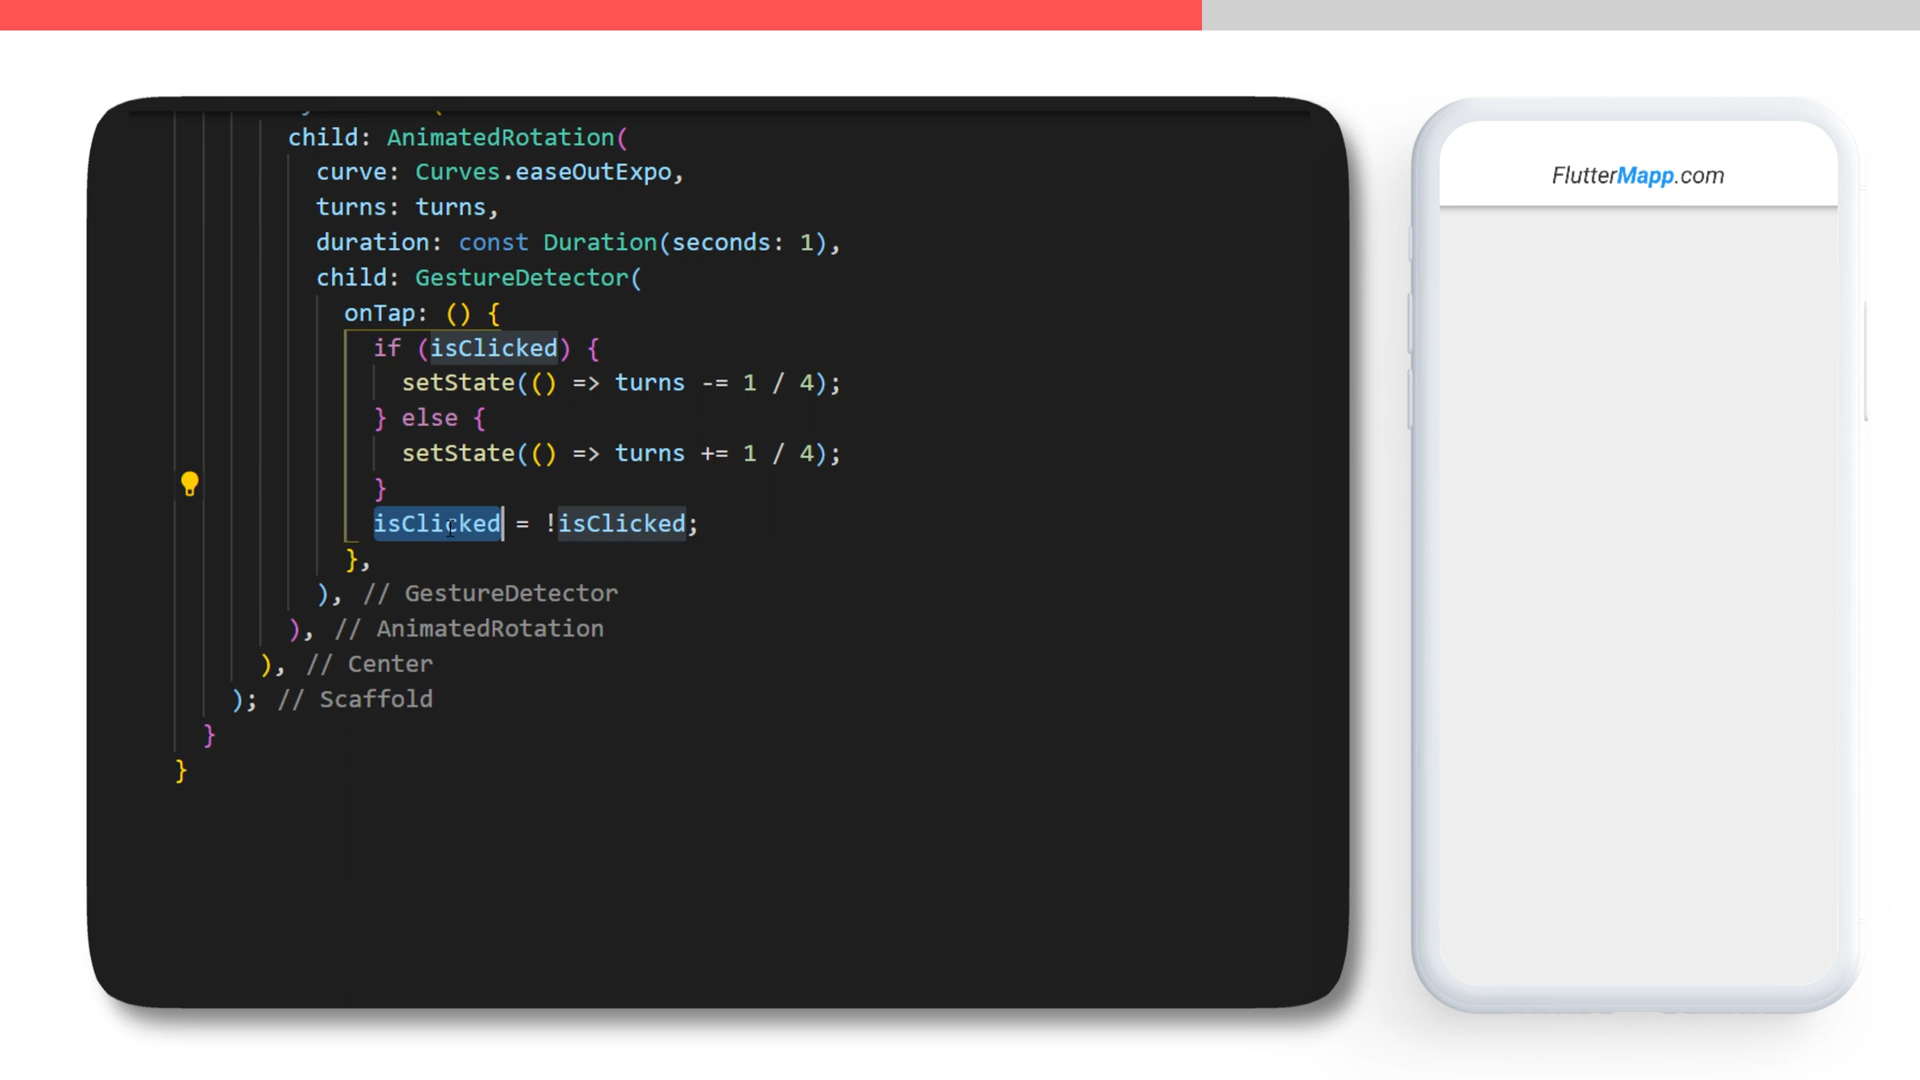 child: AnimatedRotation(
curve: Curves.easeOutExpo,
turns: turns,
duration: const Duration(seconds: 1),
child: GestureDetector(
onTap: () {
if (isClicked) {
setState(() => turns -= 1 / 4);
} else {
setState(() => turns += 1 / 4);
}
isClicked = !isClicked;
},
), // GestureDetector
), // AnimatedRotation
), // Center
); // Scaffold
}
}
FlutterMapp.com